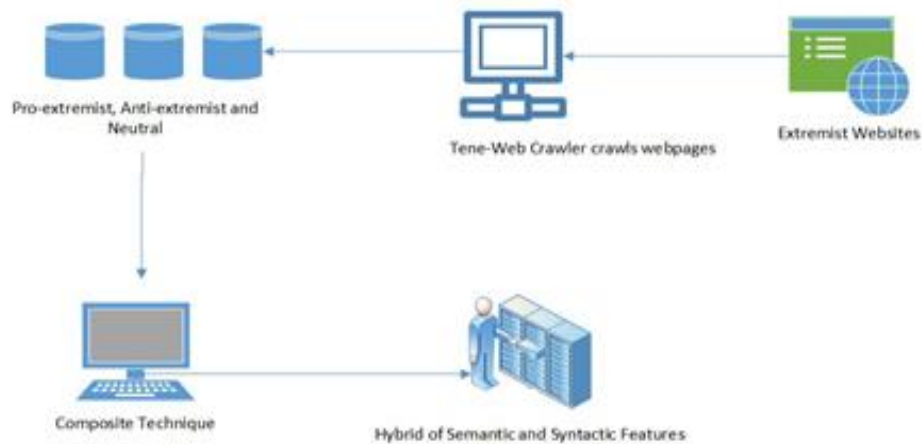 Pro-extremist, Anti-extremist and
Neutral
Tene-Web Crawler crawls webpages
Extremist Websites
Composite Technique
Hybrid of Semantic and Syntactic Features